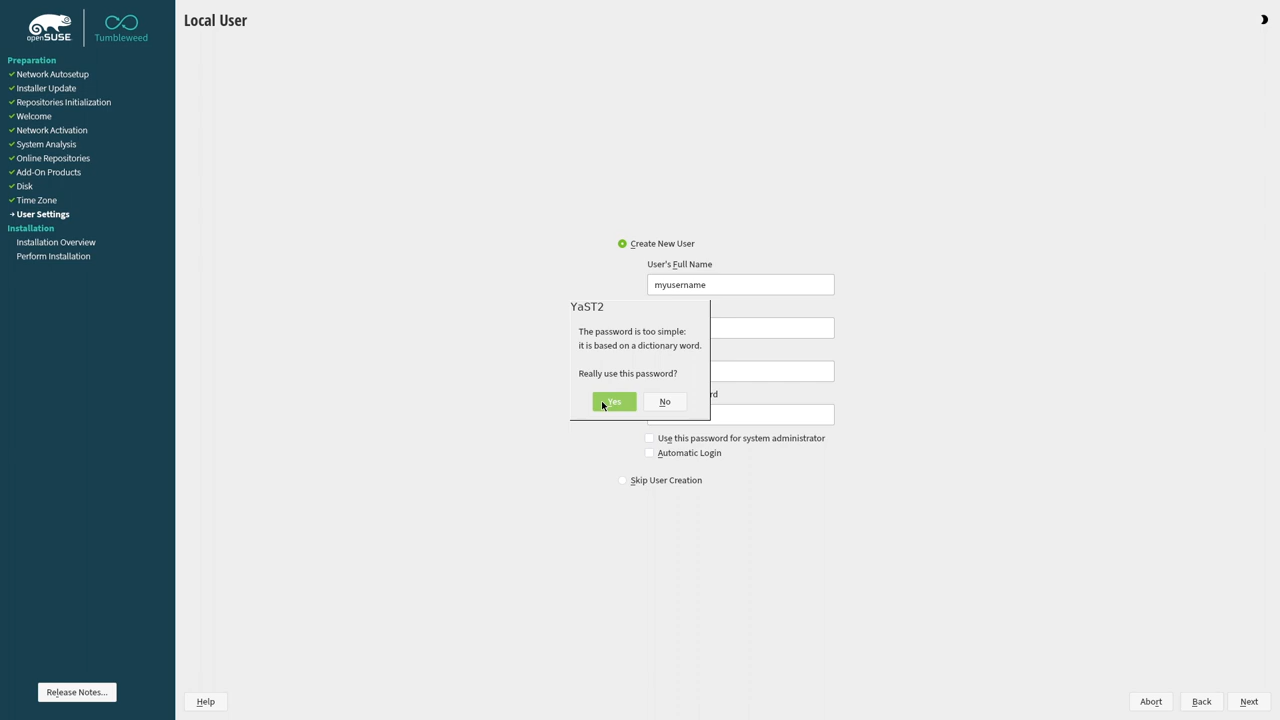 openSUSE
Tumbleweed
Preparation
Network Autosetup
Installer Update
Repositories Initialization
Welcome
Network Activation
System Analysis
Online Repositories
Add-On Products
Disk
Time Zone
User Settings
Installation
Installation Overview
Perform Installation
Release Notes...
Local User
Create New User
User's Full Name
myusername
YaST2
The password is too simple:
it is based on a dictionary word.
Really use this password?
Yes
No
rd
Use this password for system administrator
Automatic Login
Skip User Creation
Help
Abort
Back
Next